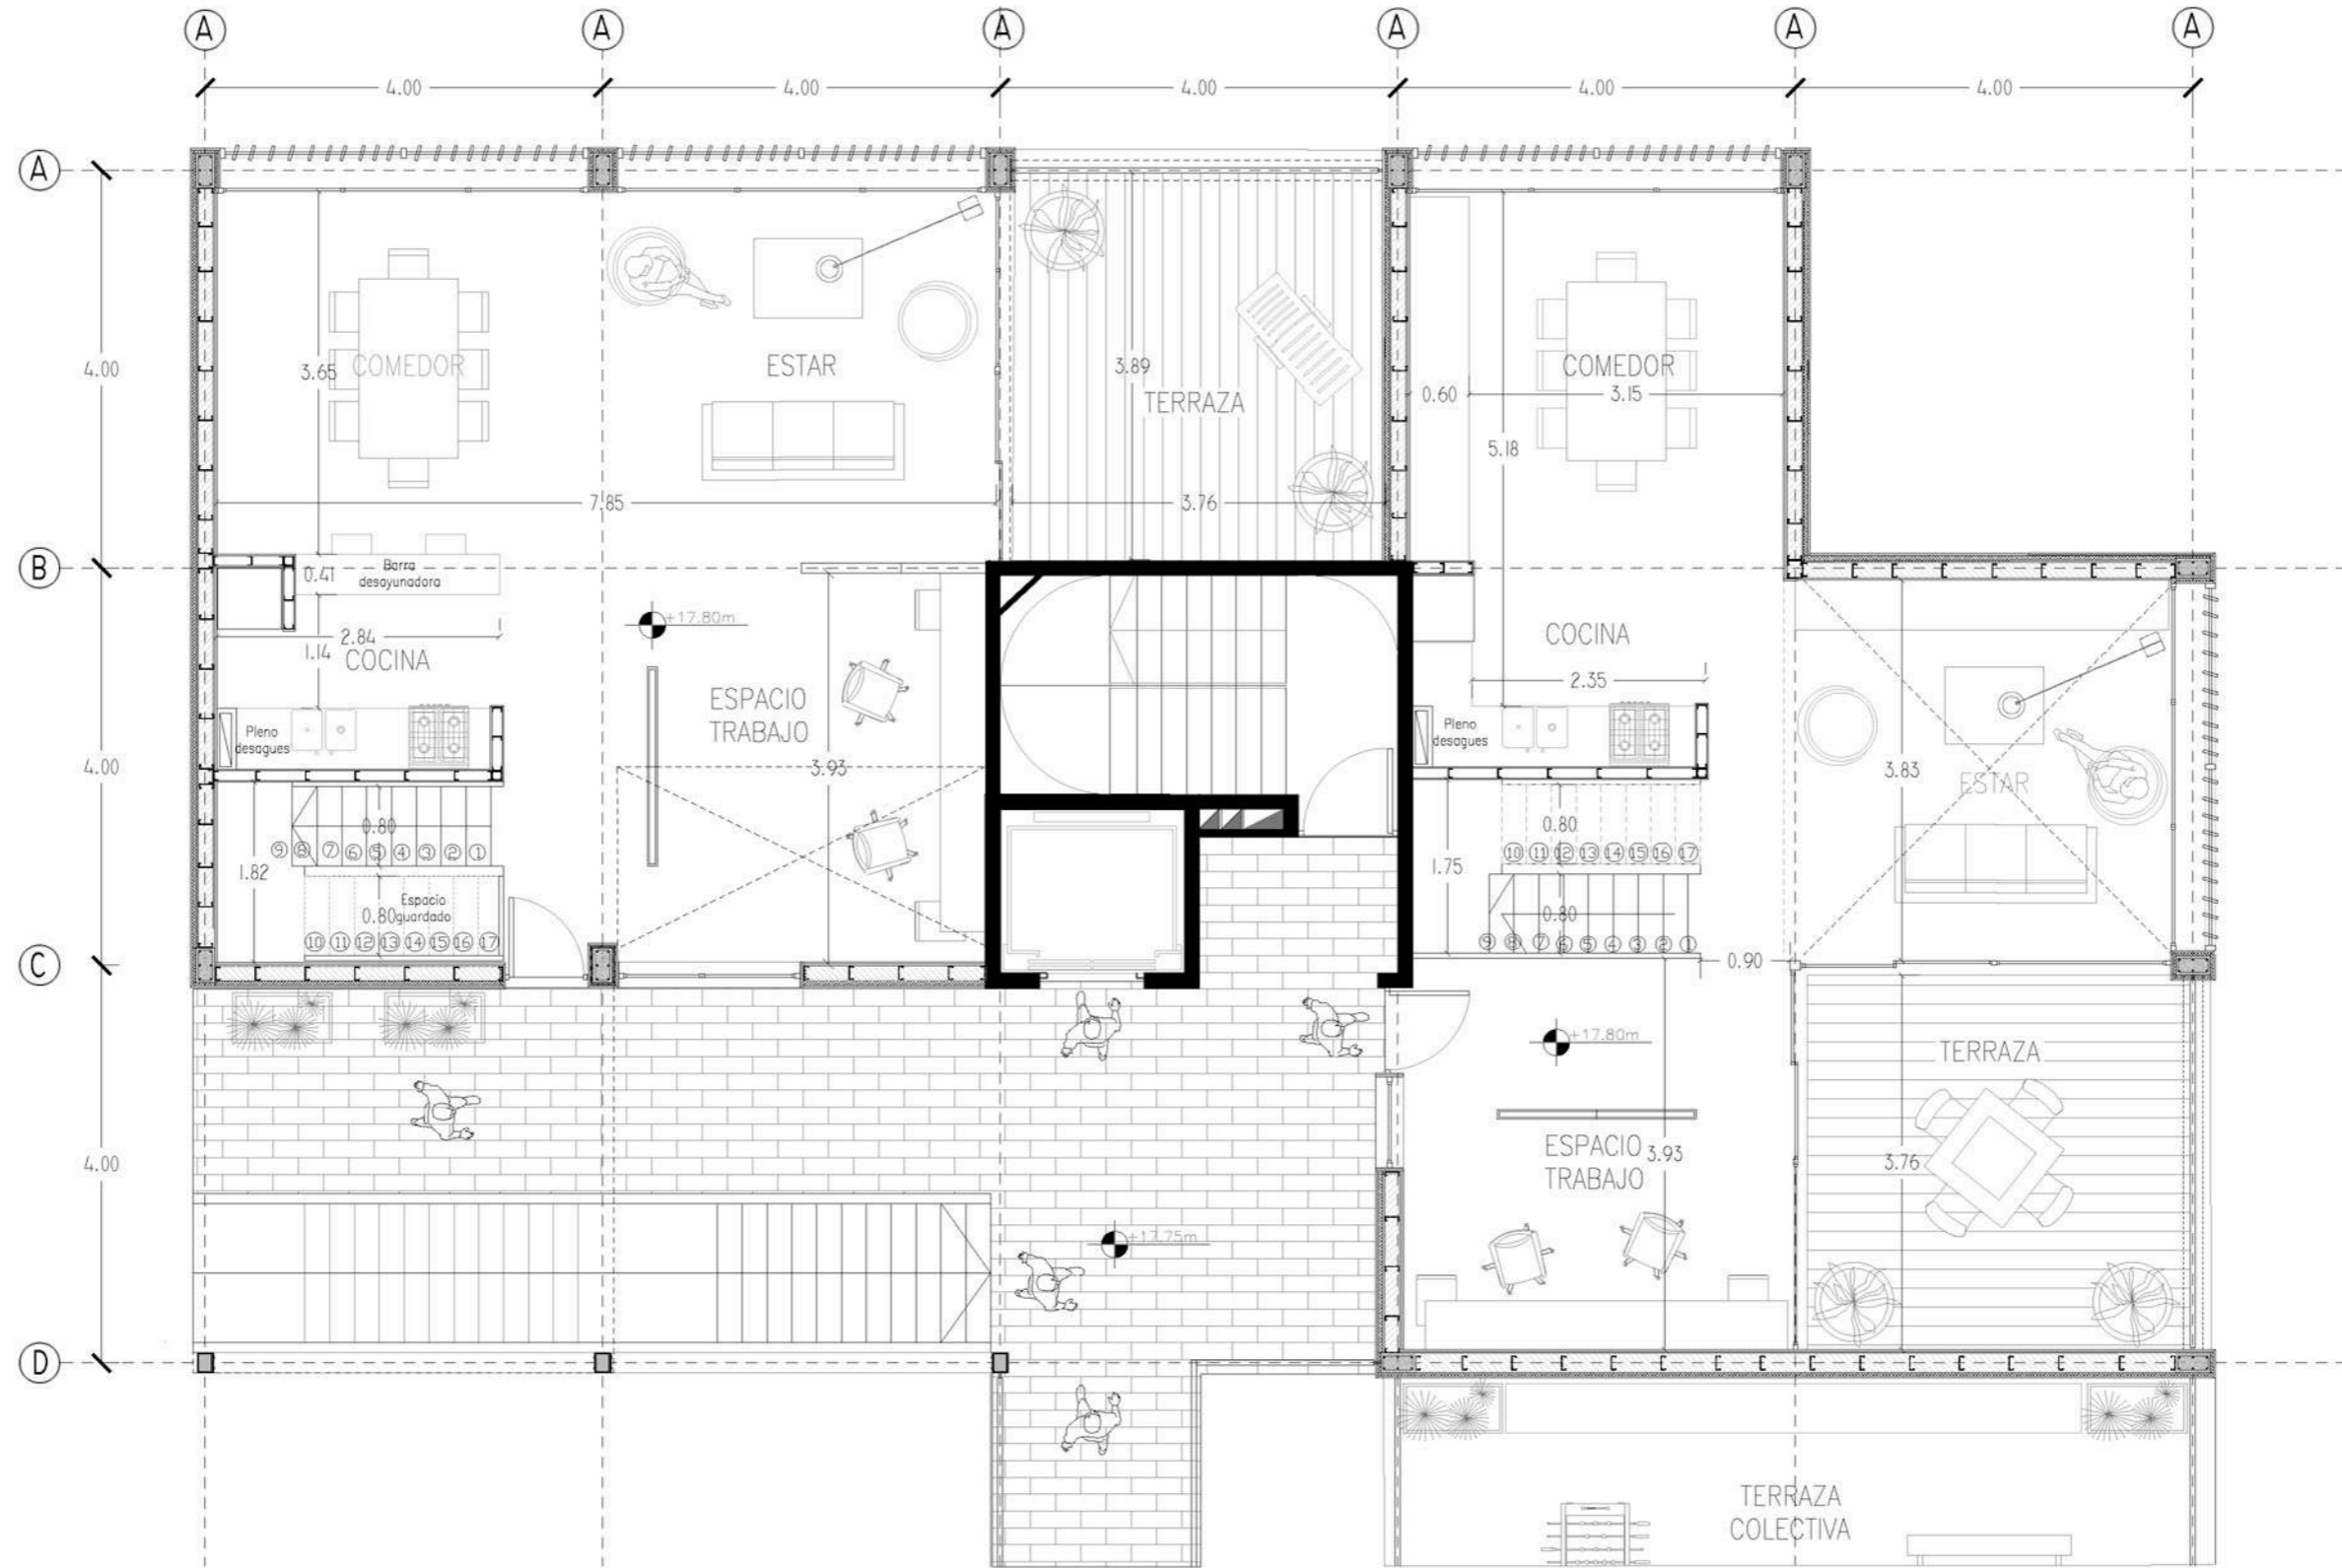 A A A A A A
4.00 4.00 4.00 4.00 4.00
A
4.00
B
4.00
C
4.00
D
3.65
COMEDOR
ESTAR
7.85
3.89
TERRAZA
3.76
COMEDOR
0.60
3.15
5.18
0.41
Barra
desayunadora
2.84
1.14
COCINA
Pleno
desagues
+17.80m
ESPACIO
TRABAJO
3.93
0.80
9 8 7 6 5 4 3 2 1
1.82
Espacio
guardado
0.80
10 11 12 13 14 15 16 17
COCINA
2.35
Pleno
desagues
3.83
ESTAR
0.80
10 11 12 13 14 15 16 17
1.75
0.80
9 8 7 6 5 4 3 2 1
0.90
+17.80m
ESPACIO
TRABAJO
3.93
TERRAZA
3.76
+17.75m
TERRAZA
COLECTIVA